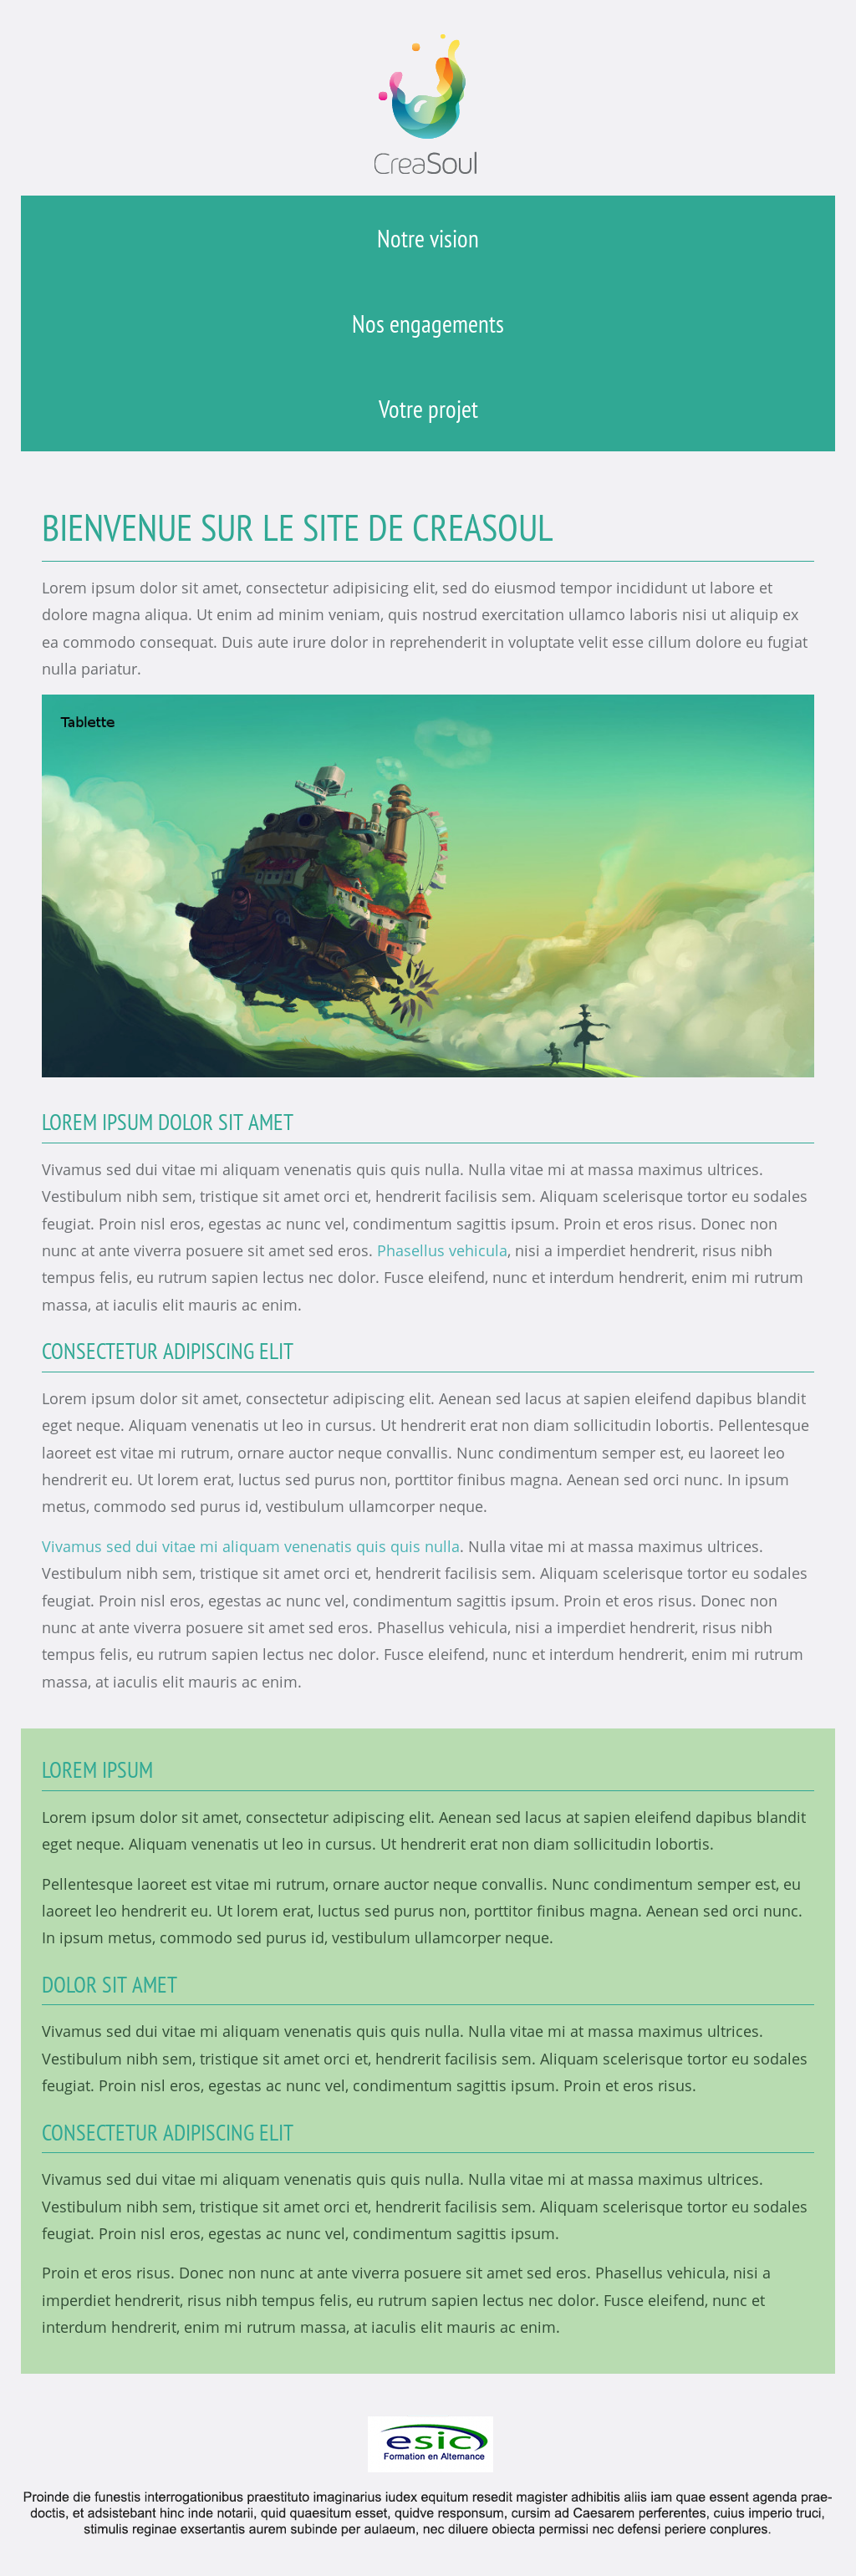 CreaSoul
Notre vision
Nos engagements
Votre projet
BIENVENUE SUR LE SITE DE CREASOUL
Lorem ipsum dolor sit amet, consectetur adipisicing elit, sed do eiusmod tempor incididunt ut labore et
dolore magna aliqua. Ut enim ad minim veniam, quis nostrud exercitation ullamco laboris nisi ut aliquip ex
ea commodo consequat. Duis aute irure dolor in reprehenderit in voluptate velit esse cillum dolore eu fugiat
nulla pariatur.
Tablette
LOREM IPSUM DOLOR SIT AMET
Vivamus sed dui vitae mi aliquam venenatis quis quis nulla. Nulla vitae mi at massa maximus ultrices.
Vestibulum nibh sem, tristique sit amet orci et, hendrerit facilisis sem. Aliquam scelerisque tortor eu sodales
feugiat. Proin nisl eros, egestas ac nunc vel, condimentum sagittis ipsum. Proin et eros risus. Donec non
nunc at ante viverra posuere sit amet sed eros. Phasellus vehicula, nisi a imperdiet hendrerit, risus nibh
tempus felis, eu rutrum sapien lectus nec dolor. Fusce eleifend, nunc et interdum hendrerit, enim mi rutrum
massa, at iaculis elit mauris ac enim.
CONSECTETUR ADIPISCING ELIT
Lorem ipsum dolor sit amet, consectetur adipiscing elit. Aenean sed lacus at sapien eleifend dapibus blandit
eget neque. Aliquam venenatis ut leo in cursus. Ut hendrerit erat non diam sollicitudin lobortis. Pellentesque
laoreet est vitae mi rutrum, ornare auctor neque convallis. Nunc condimentum semper est, eu laoreet leo
hendrerit eu. Ut lorem erat, luctus sed purus non, porttitor finibus magna. Aenean sed orci nunc. In ipsum
metus, commodo sed purus id, vestibulum ullamcorper neque.
Vivamus sed dui vitae mi aliquam venenatis quis quis nulla. Nulla vitae mi at massa maximus ultrices.
Vestibulum nibh sem, tristique sit amet orci et, hendrerit facilisis sem. Aliquam scelerisque tortor eu sodales
feugiat. Proin nisl eros, egestas ac nunc vel, condimentum sagittis ipsum. Proin et eros risus. Donec non
nunc at ante viverra posuere sit amet sed eros. Phasellus vehicula, nisi a imperdiet hendrerit, risus nibh
tempus felis, eu rutrum sapien lectus nec dolor. Fusce eleifend, nunc et interdum hendrerit, enim mi rutrum
massa, at iaculis elit mauris ac enim.
LOREM IPSUM
Lorem ipsum dolor sit amet, consectetur adipiscing elit. Aenean sed lacus at sapien eleifend dapibus blandit
eget neque. Aliquam venenatis ut leo in cursus. Ut hendrerit erat non diam sollicitudin lobortis.
Pellentesque laoreet est vitae mi rutrum, ornare auctor neque convallis. Nunc condimentum semper est, eu
laoreet leo hendrerit eu. Ut lorem erat, luctus sed purus non, porttitor finibus magna. Aenean sed orci nunc.
In ipsum metus, commodo sed purus id, vestibulum ullamcorper neque.
DOLOR SIT AMET
Vivamus sed dui vitae mi aliquam venenatis quis quis nulla. Nulla vitae mi at massa maximus ultrices.
Vestibulum nibh sem, tristique sit amet orci et, hendrerit facilisis sem. Aliquam scelerisque tortor eu sodales
feugiat. Proin nisl eros, egestas ac nunc vel, condimentum sagittis ipsum. Proin et eros risus.
CONSECTETUR ADIPISCING ELIT
Vivamus sed dui vitae mi aliquam venenatis quis quis nulla. Nulla vitae mi at massa maximus ultrices.
Vestibulum nibh sem, tristique sit amet orci et, hendrerit facilisis sem. Aliquam scelerisque tortor eu sodales
feugiat. Proin nisl eros, egestas ac nunc vel, condimentum sagittis ipsum.
Proin et eros risus. Donec non nunc at ante viverra posuere sit amet sed eros. Phasellus vehicula, nisi a
imperdiet hendrerit, risus nibh tempus felis, eu rutrum sapien lectus nec dolor. Fusce eleifend, nunc et
interdum hendrerit, enim mi rutrum massa, at iaculis elit mauris ac enim.
esic
Formation en Alternance
Proinde die funestis interrogationibus praestituto imaginarius iudex equitum resedit magister adhibitis aliis iam quae essent agenda prae-
doctis, et adsistebant hinc inde notarii, quid quaesitum esset, quidve responsum, cursim ad Caesarem perferentes, cuius imperio truci,
stimulis reginae exsertantis aurem subinde per aulaeum, nec diluere obiecta permissi nec defensi periere conplures.